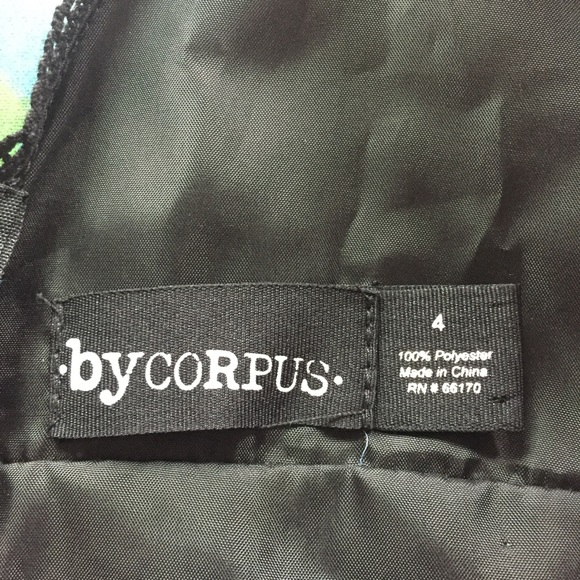 ·byCORPUS·
4
100% Polyester
Made in China
RN # 66170